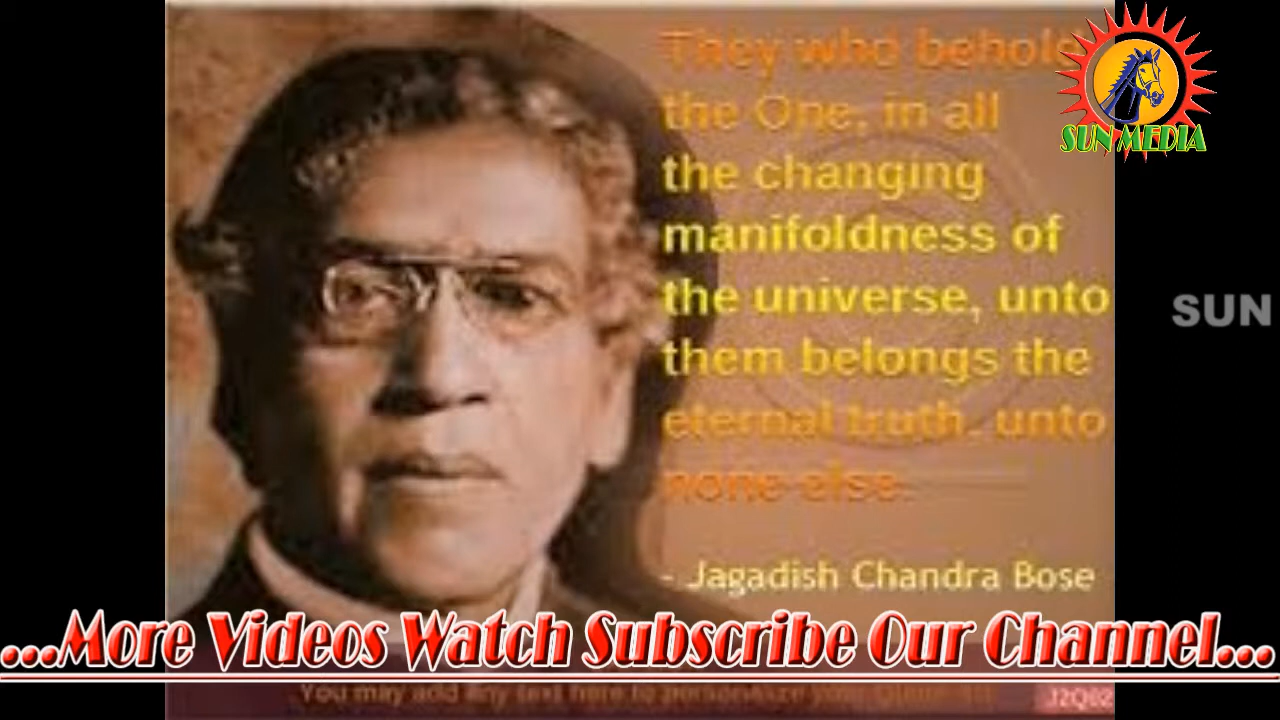 They who behold
the One, in all
the changing
manifoldness of
the universe, unto
them belongs the
eternal truth, unto
none else.
- Jagadish Chandra Bose
SUN MEDIA
SUN
...More Videos Watch Subscribe Our Channel...
You may add any text here to personalize your
J2Q02